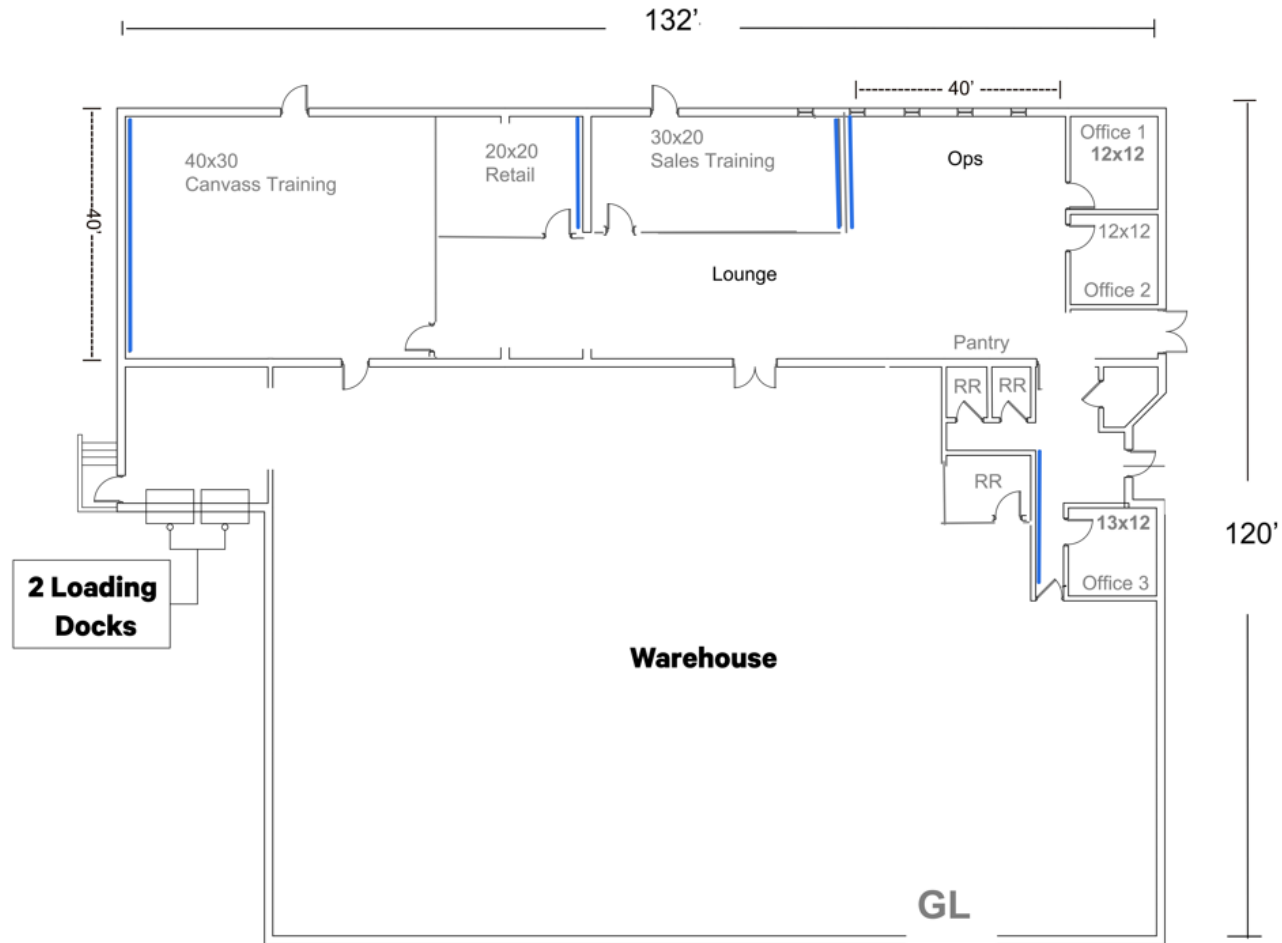 132’
40’
40x30
Canvass Training
20x20
Retail
30x20
Sales Training
Ops
Office 1
12x12
40’
12x12
Office 2
Lounge
Pantry
RR
RR
RR
13x12
Office 3
120’
2 Loading
Docks
Warehouse
GL